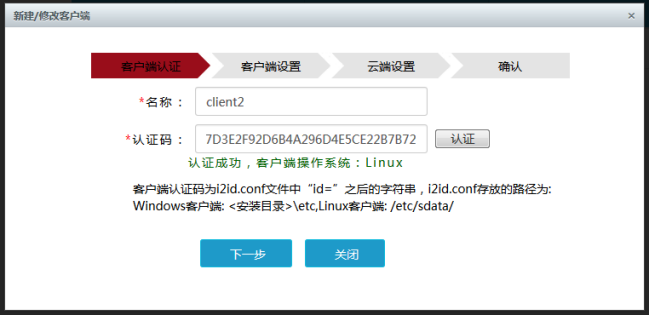 新建/修改客户端 ×
客户端认证 客户端设置 云端设置 确认
*名称： client2
*认证码： 7D3E2F92D6B4A296D4E5CE22B7B72 认证
认证成功，客户端操作系统：Linux
客户端认证码为i2id.conf文件中“id=”之后的字符串，i2id.conf存放的路径为:
Windows客户端: <安装目录>\etc,Linux客户端: /etc/sdata/
下一步 关闭